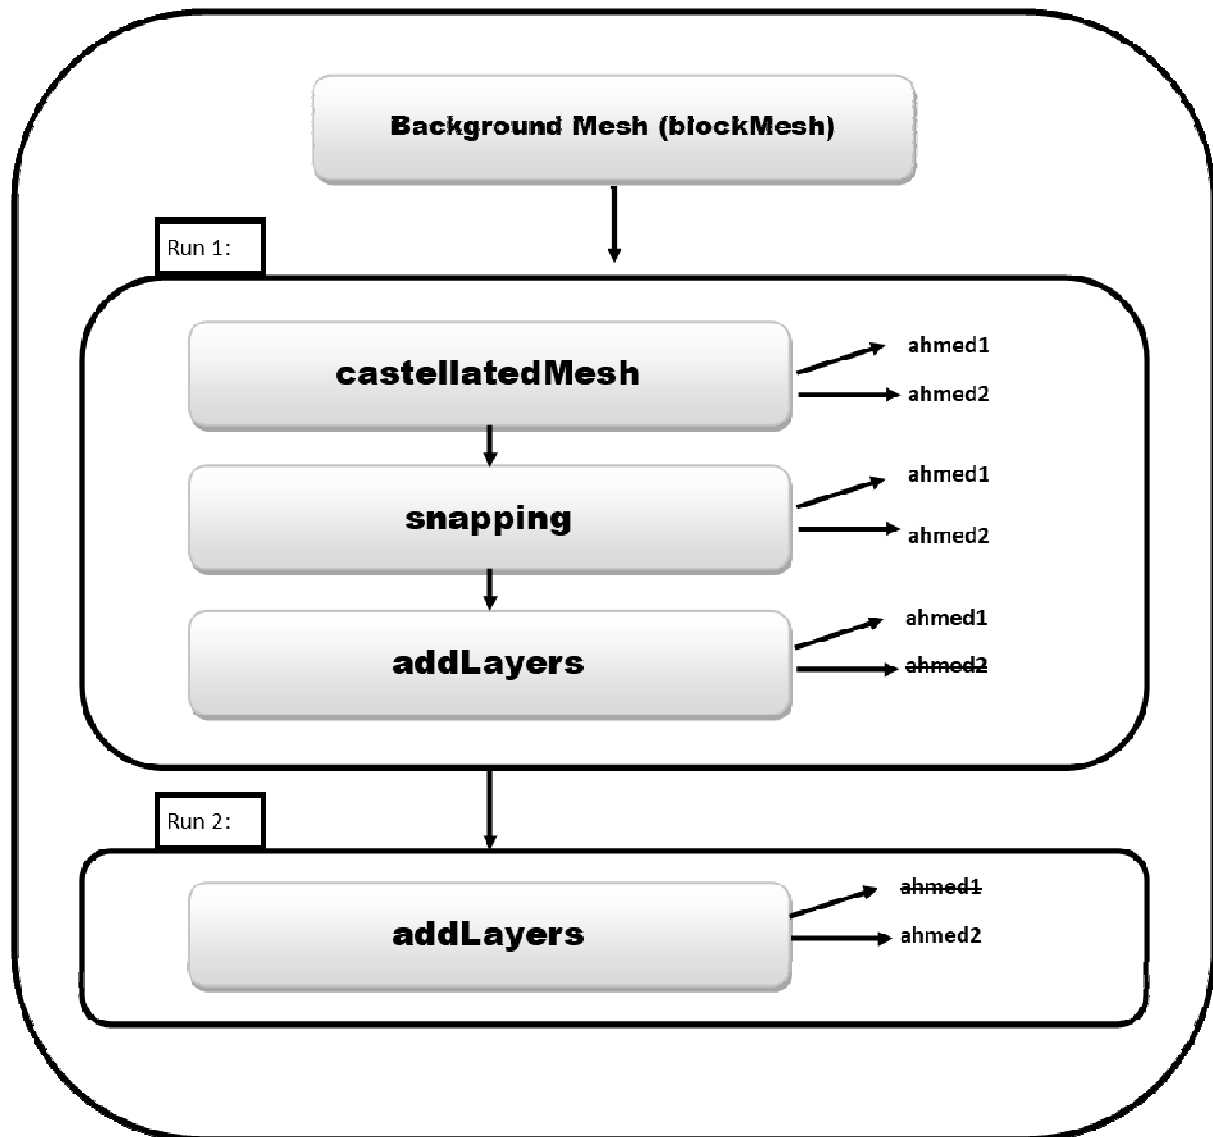 Background Mesh (blockMesh)
Run 1:
castellatedMesh
ahmed1
ahmed2
snapping
ahmed1
ahmed2
addLayers
ahmed1
ahmed2
Run 2:
addLayers
ahmed1
ahmed2